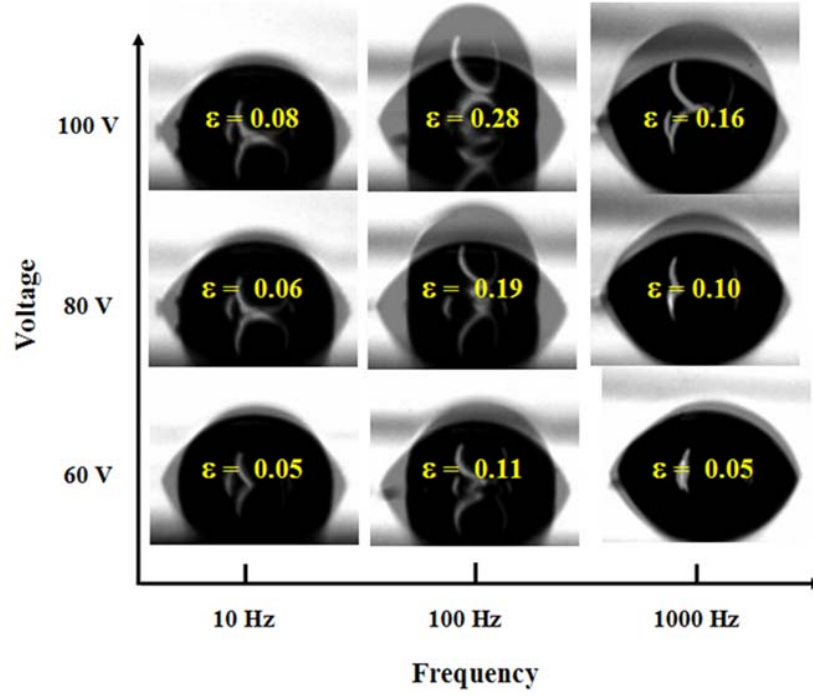 100 V
ε = 0.08
ε = 0.28
ε = 0.16
Voltage
80 V
ε = 0.06
ε = 0.19
ε = 0.10
60 V
ε = 0.05
ε = 0.11
ε = 0.05
10 Hz
100 Hz
1000 Hz
Frequency